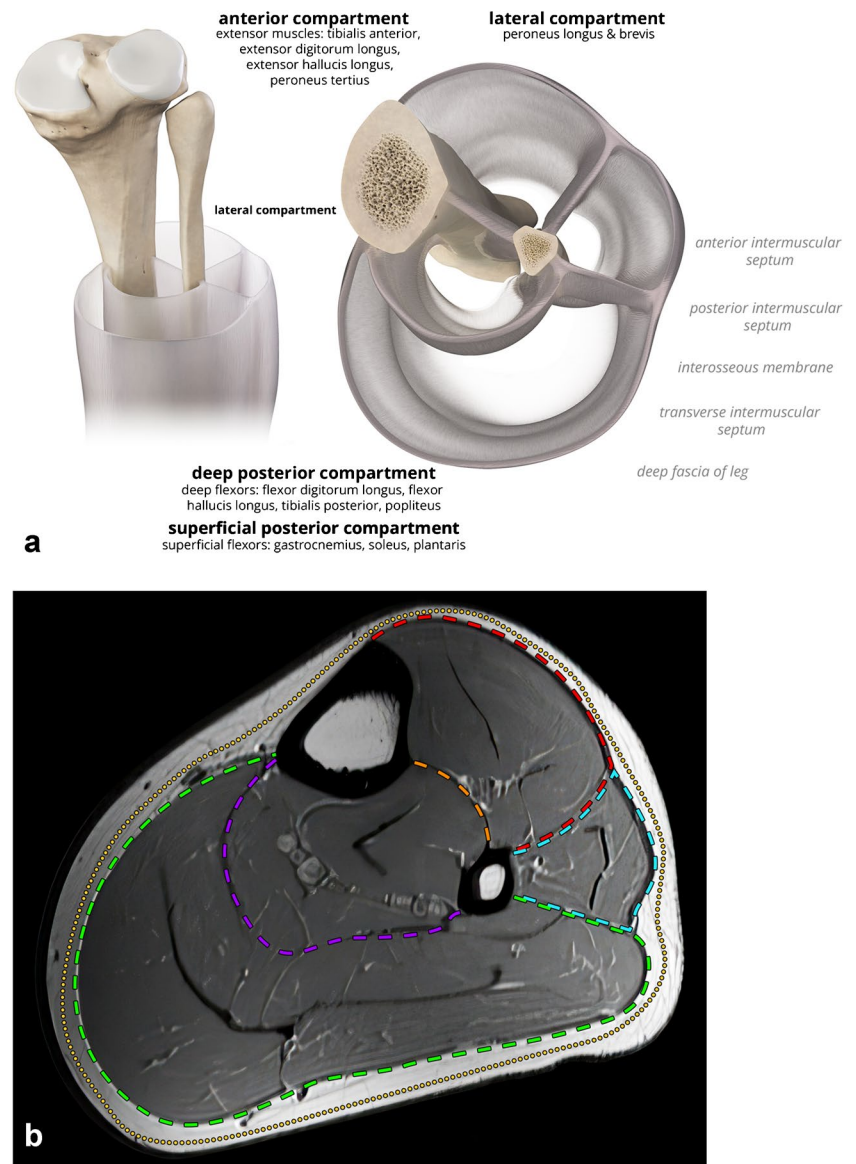 anterior compartment
extensor muscles: tibialis anterior,
extensor digitorum longus,
extensor hallucis longus,
peroneus tertius
lateral compartment
peroneus longus & brevis
lateral compartment
anterior intermuscular
septum
posterior intermuscular
septum
interosseous membrane
transverse intermuscular
septum
deep fascia of leg
deep posterior compartment
deep flexors: flexor digitorum longus, flexor
hallucis longus, tibialis posterior, popliteus
superficial posterior compartment
superficial flexors: gastrocnemius, soleus, plantaris
a
b